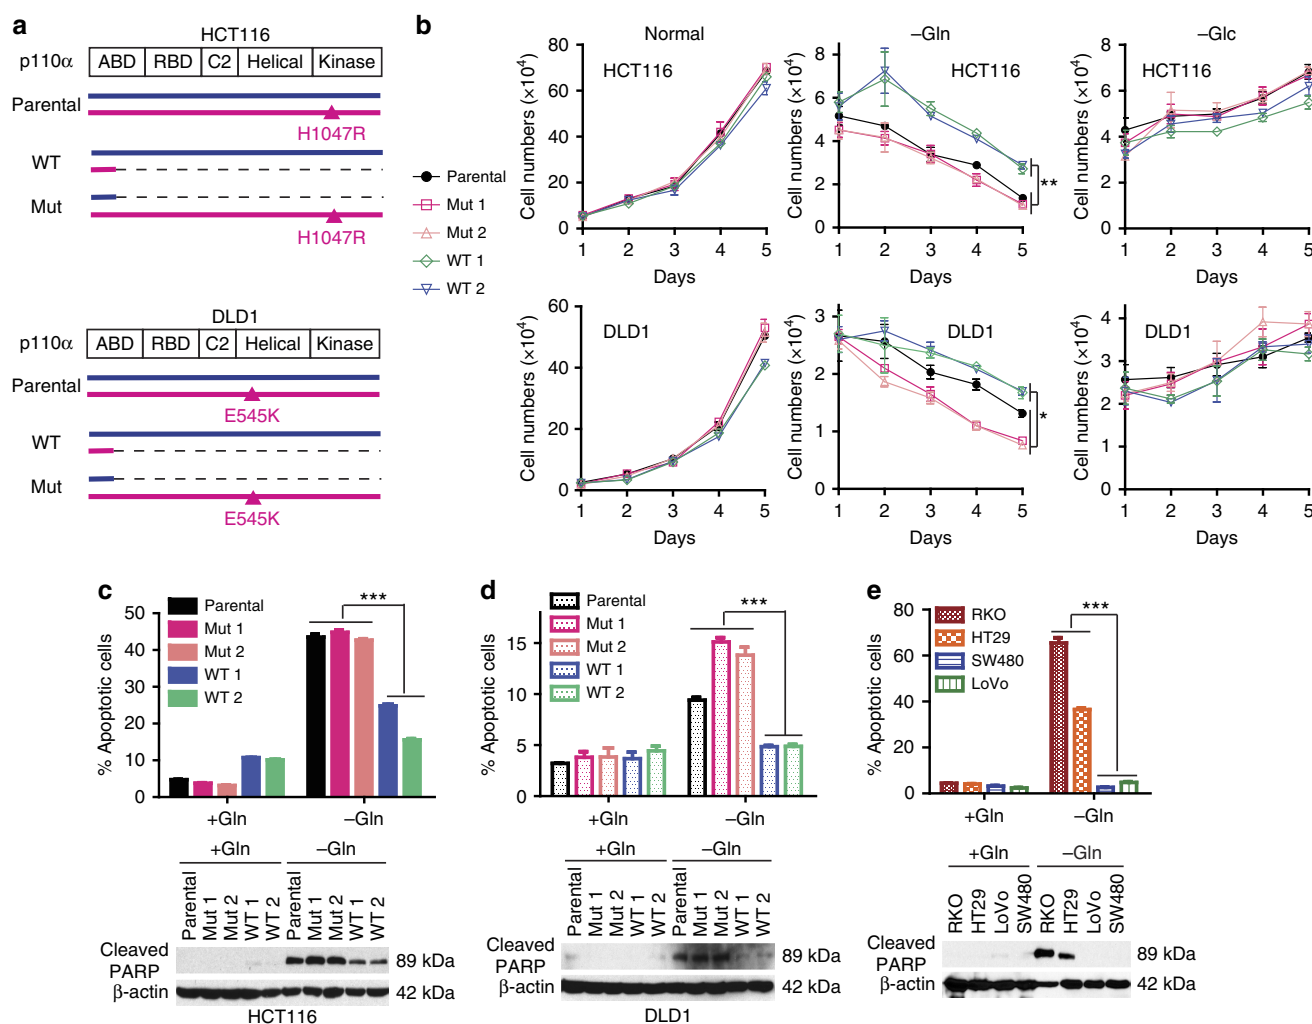 a
HCT116
p110α ABD RBD C2 Helical Kinase
Parental
H1047R
WT
Mut
H1047R
DLD1
p110α ABD RBD C2 Helical Kinase
Parental
E545K
WT
Mut
E545K
b
Normal
Cell numbers (×10⁴)
80
60
40
20
0
HCT116
1 2 3 4 5
Days
–Gln
Cell numbers (×10⁴)
8
6
4
2
0
HCT116
**
1 2 3 4 5
Days
–Glc
Cell numbers (×10⁴)
8
6
4
2
0
HCT116
1 2 3 4 5
Days
Parental
Mut 1
Mut 2
WT 1
WT 2
Cell numbers (×10⁴)
60
40
20
0
DLD1
1 2 3 4 5
Days
Cell numbers (×10⁴)
3
2
1
0
DLD1
*
1 2 3 4 5
Days
Cell numbers (×10⁴)
4
3
2
1
0
DLD1
1 2 3 4 5
Days
c
% Apoptotic cells
50
40
30
20
10
0
Parental
Mut 1
Mut 2
WT 1
WT 2
***
+Gln –Gln
+Gln –Gln
Parental Mut 1 Mut 2 WT 1 WT 2 Parental Mut 1 Mut 2 WT 1 WT 2
Cleaved
PARP
89 kDa
β-actin 42 kDa
HCT116
d
% Apoptotic cells
15
10
5
0
Parental
Mut 1
Mut 2
WT 1
WT 2
***
+Gln –Gln
+Gln –Gln
Parental Mut 1 Mut 2 WT 1 WT 2 Parental Mut 1 Mut 2 WT 1 WT 2
Cleaved
PARP
89 kDa
β-actin 42 kDa
DLD1
e
% Apoptotic cells
80
60
40
20
0
RKO
HT29
SW480
LoVo
***
+Gln –Gln
+Gln –Gln
RKO HT29 LoVo SW480 RKO HT29 LoVo SW480
Cleaved
PARP
89 kDa
β-actin 42 kDa